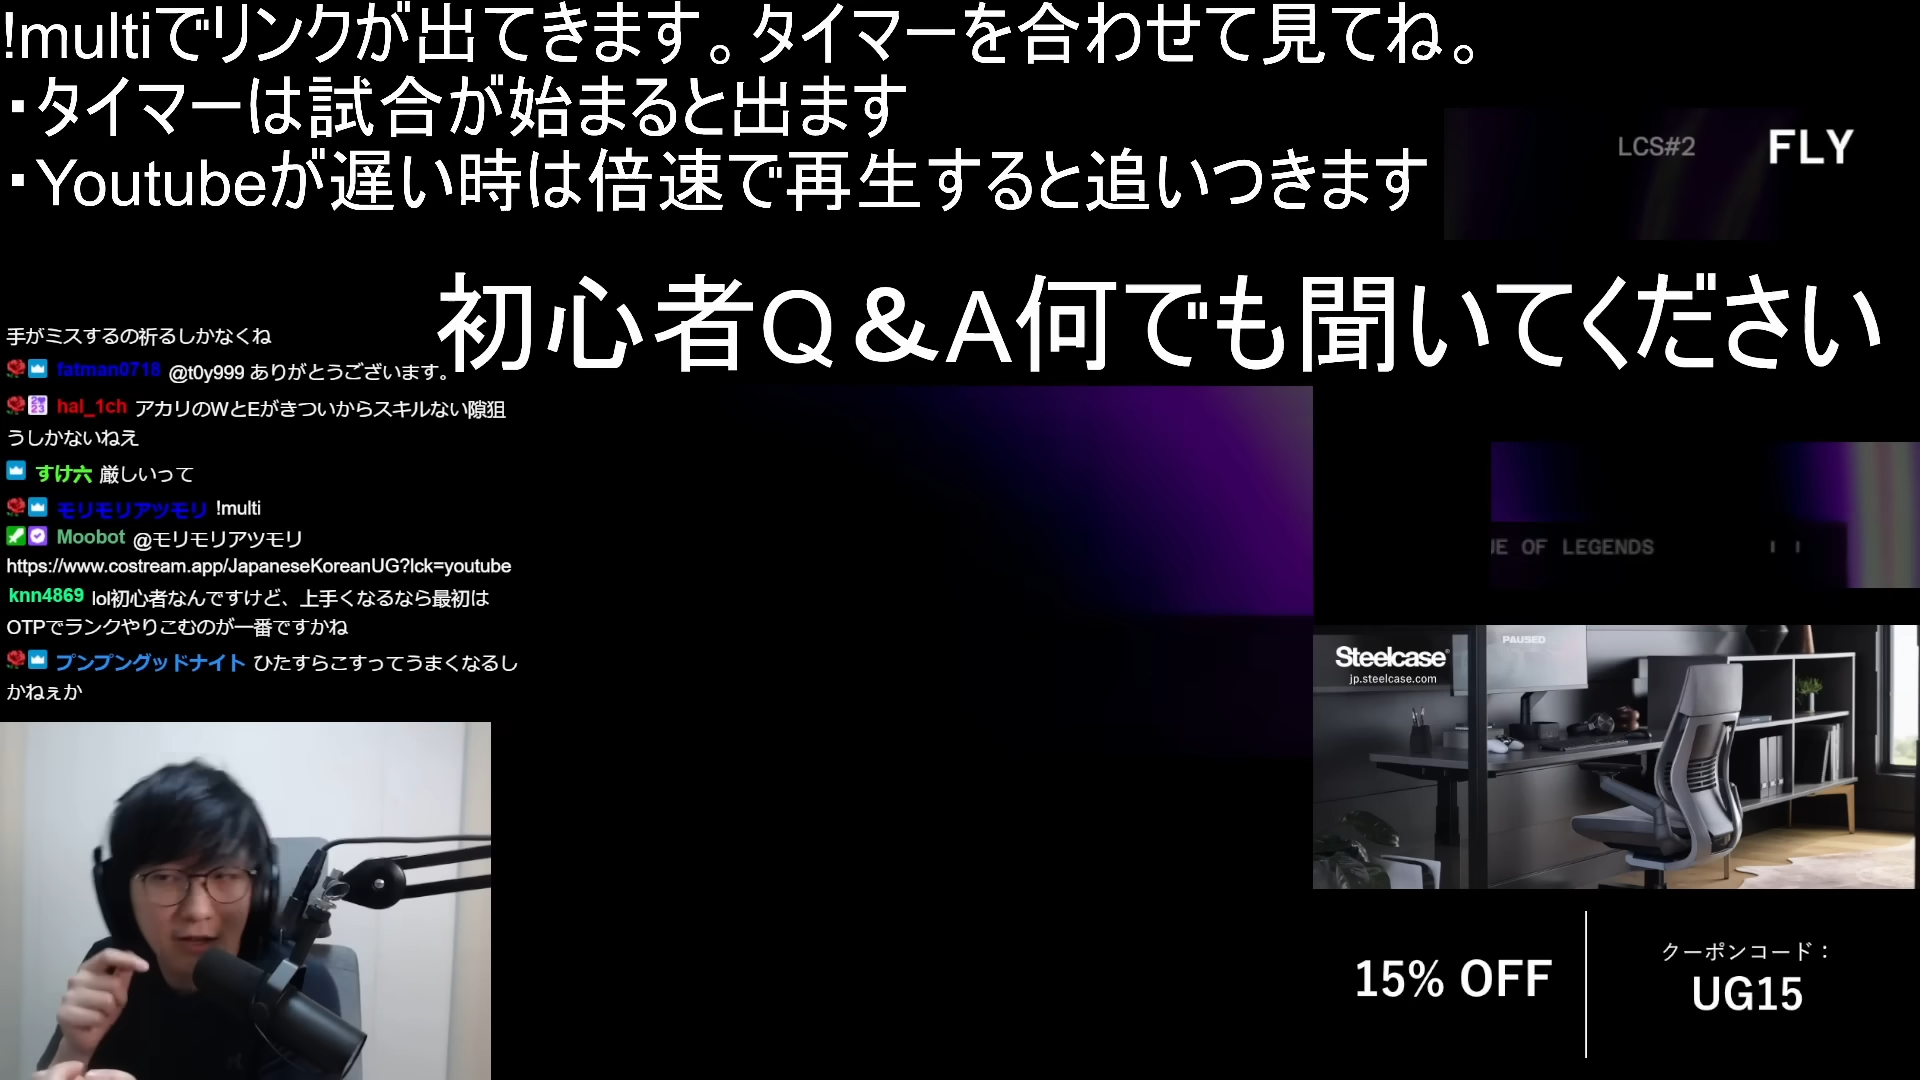 !multiでリンクが出てきます。タイマーを合わせて見てね。
・タイマーは試合が始まると出ます
・Youtubeが遅い時は倍速で再生すると追いつきます
LCS#2 FLY
初心者Q＆A何でも聞いてください
手がミスするの祈るしかなくね
fatman0718 @t0y999 ありがとうございます。
hal_1ch アカリのWとEがきついからスキルない隙狙
うしかないねえ
すけ六 厳しいって
モリモリアツモリ !multi
Moobot @モリモリアツモリ
https://www.costream.app/JapaneseKoreanUG?lck=youtube
knn4869 lol初心者なんですけど、上手くなるなら最初は
OTPでランクやりこむのが一番ですかね
プンプングッドナイト ひたすらこすってうまくなるし
かねぇか
UE OF LEGENDS
PAUSED
Steelcase®
jp.steelcase.com
15% OFF
クーポンコード：
UG15